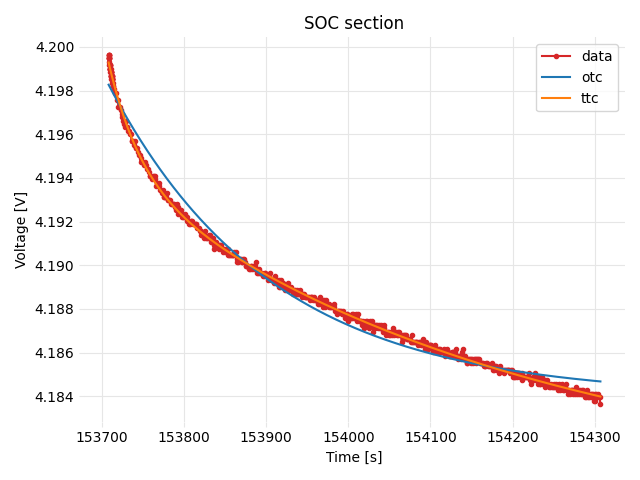 SOC section
data
otc
ttc
4.200
4.198
4.196
4.194
4.192
4.190
4.188
4.186
4.184
Voltage [V]
153700 153800 153900 154000 154100 154200 154300
Time [s]